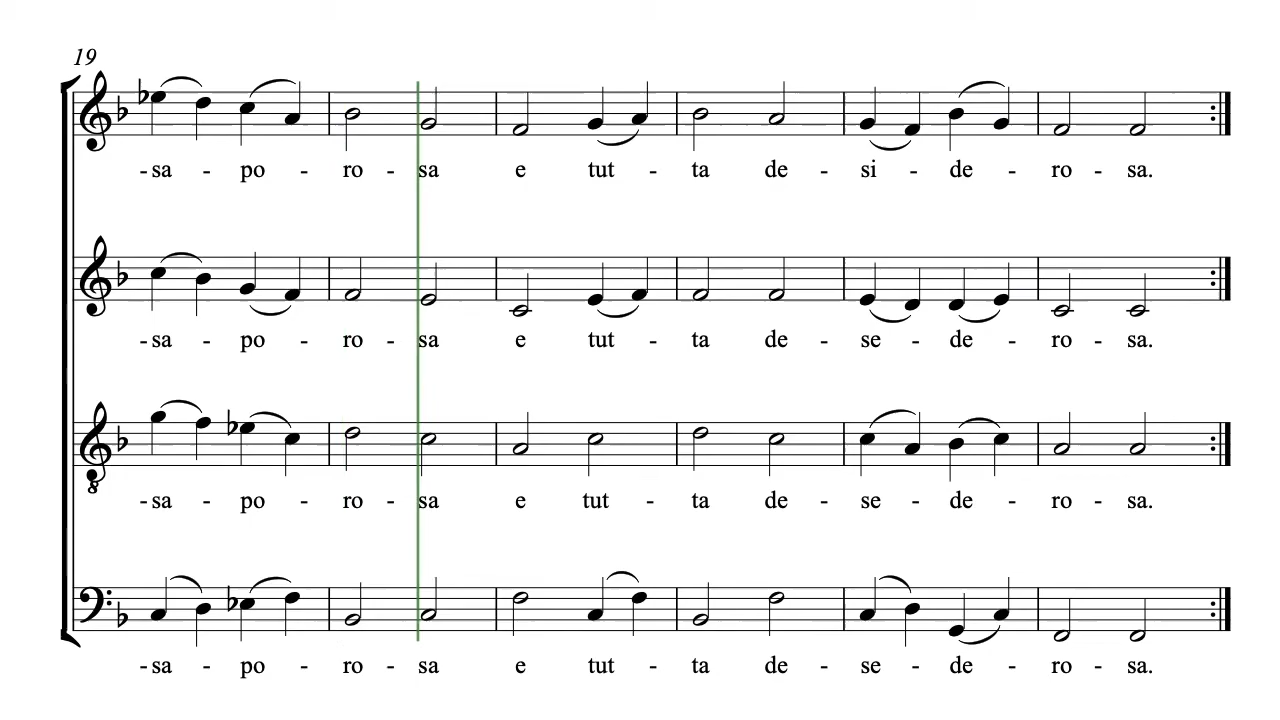 19
-sa - po - ro - sa e tut - ta de - si - de - ro - sa.
-sa - po - ro - sa e tut - ta de - se - de - ro - sa.
-sa - po - ro - sa e tut - ta de - se - de - ro - sa.
8
-sa - po - ro - sa e tut - ta de - se - de - ro - sa.